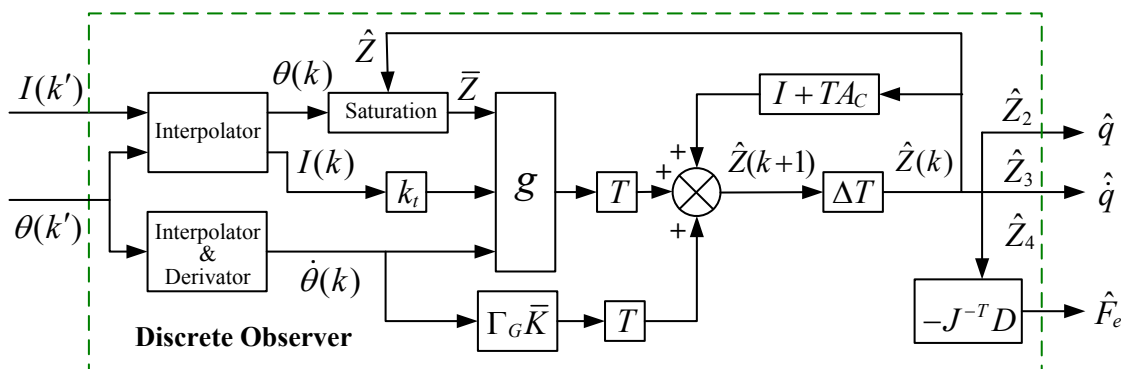 I(k′)
θ(k′)
Interpolator
Interpolator
&
Derivator
θ(k)
I(k)
θ̇(k)
Ẑ
Saturation
Z̄
k_t
g
Γ_G K̄
T
T
I + TA_C
+
+
+
Ẑ(k+1)
ΔT
Ẑ(k)
Ẑ_2
Ẑ_3
Ẑ_4
−J^{−T} D
q̂
q̂̇
F̂_e
Discrete Observer